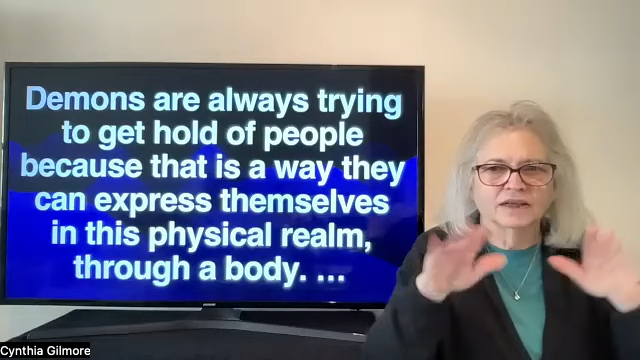 Demons are always trying
to get hold of people
because that is a way they
can express themselves
in this physical realm,
through a body. ...
Cynthia Gilmore